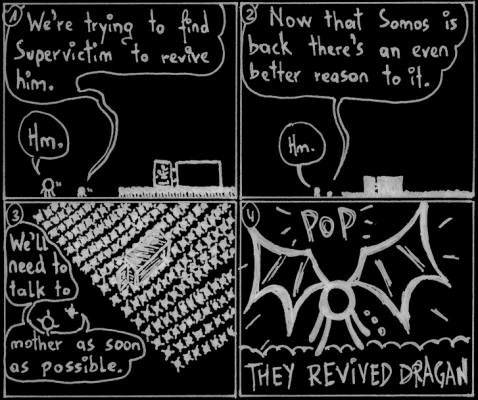 1
We're trying to find
Supervictim to revive
him.
Hm.
2
Now that Somos is
back there's an even
better reason to it.
Hm.
3
We'll
need to
talk to
mother as soon
as possible.
4
POP
THEY REVIVED DRAGAN